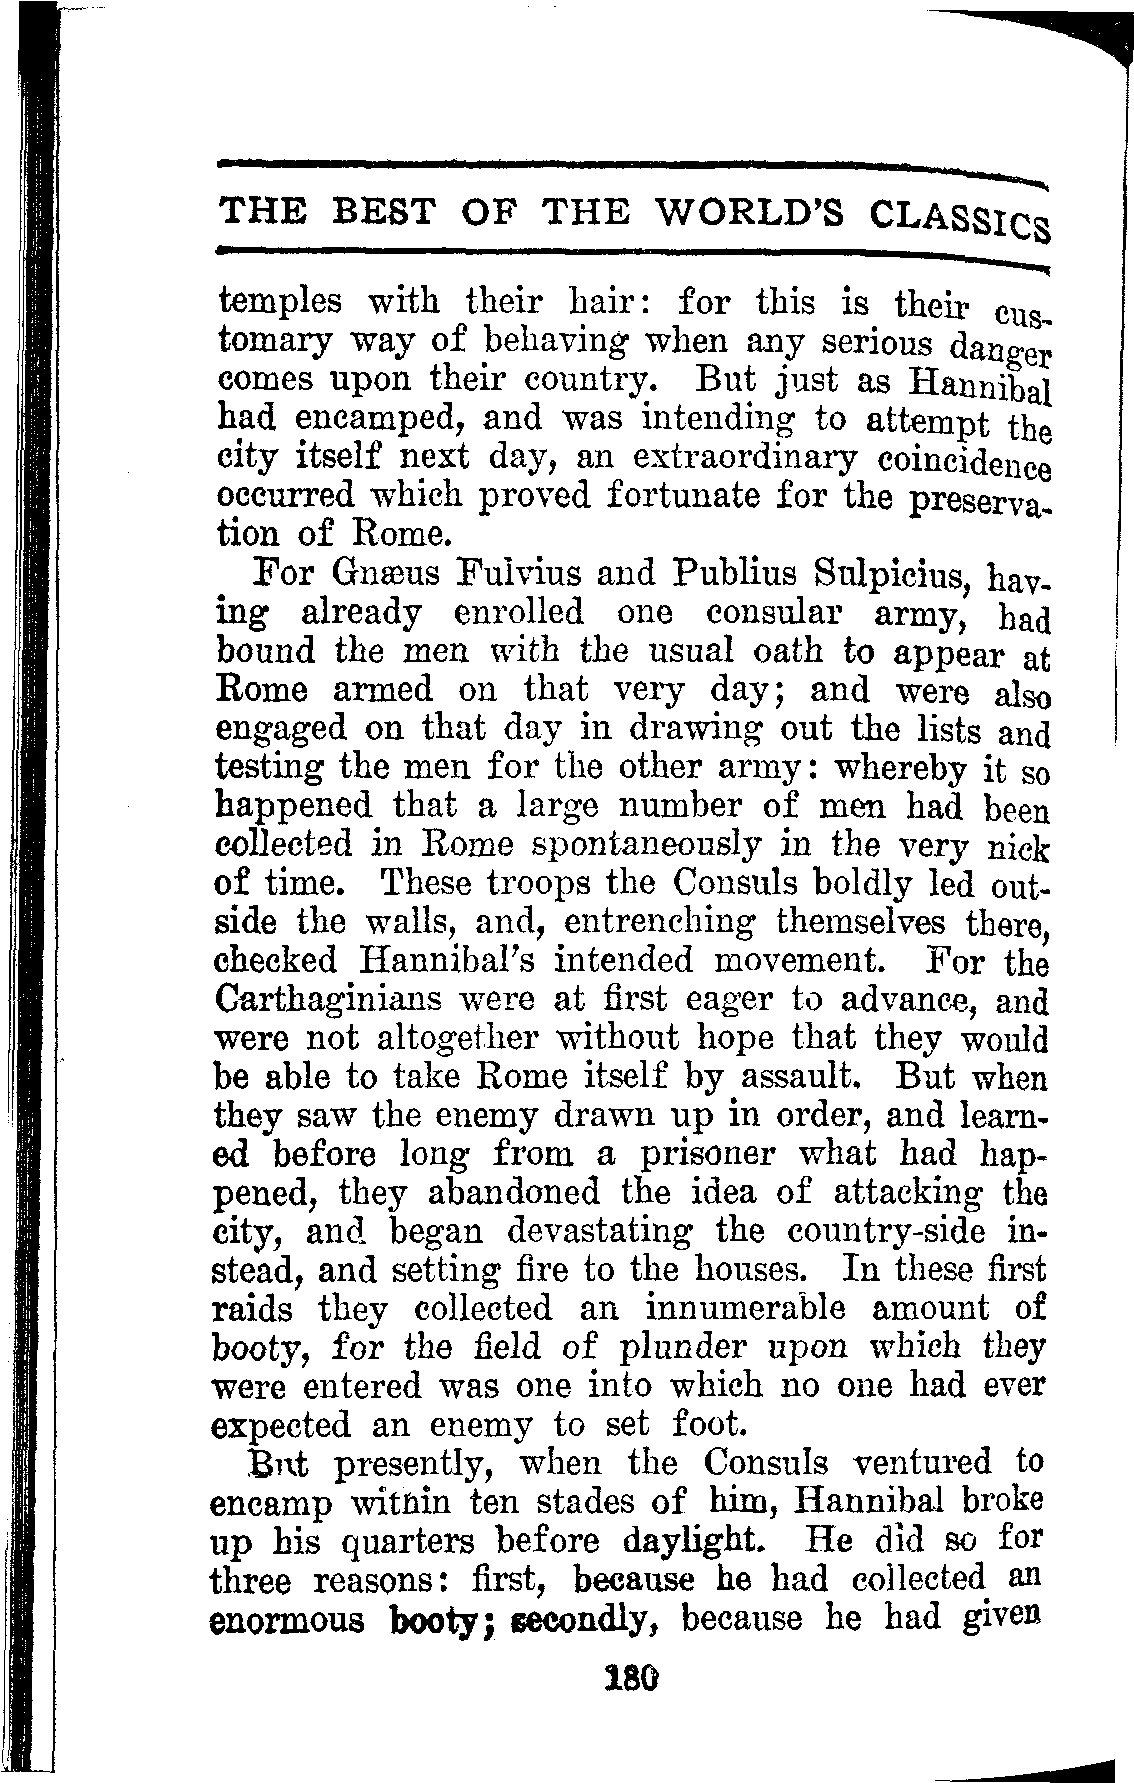 THE BEST OF THE WORLD'S CLASSICS
temples with their hair: for this is their cus-
tomary way of behaving when any serious danger
comes upon their country. But just as Hannibal
had encamped, and was intending to attempt the
city itself next day, an extraordinary coincidence
occurred which proved fortunate for the preserva-
tion of Rome.
For Gnæus Fulvius and Publius Sulpicius, hav-
ing already enrolled one consular army, had
bound the men with the usual oath to appear at
Rome armed on that very day; and were also
engaged on that day in drawing out the lists and
testing the men for the other army: whereby it so
happened that a large number of men had been
collected in Rome spontaneously in the very nick
of time. These troops the Consuls boldly led out-
side the walls, and, entrenching themselves there,
checked Hannibal's intended movement. For the
Carthaginians were at first eager to advance, and
were not altogether without hope that they would
be able to take Rome itself by assault. But when
they saw the enemy drawn up in order, and learn-
ed before long from a prisoner what had hap-
pened, they abandoned the idea of attacking the
city, and began devastating the country-side in-
stead, and setting fire to the houses. In these first
raids they collected an innumerable amount of
booty, for the field of plunder upon which they
were entered was one into which no one had ever
expected an enemy to set foot.
But presently, when the Consuls ventured to
encamp within ten stades of him, Hannibal broke
up his quarters before daylight. He did so for
three reasons: first, because he had collected an
enormous booty; secondly, because he had given
180